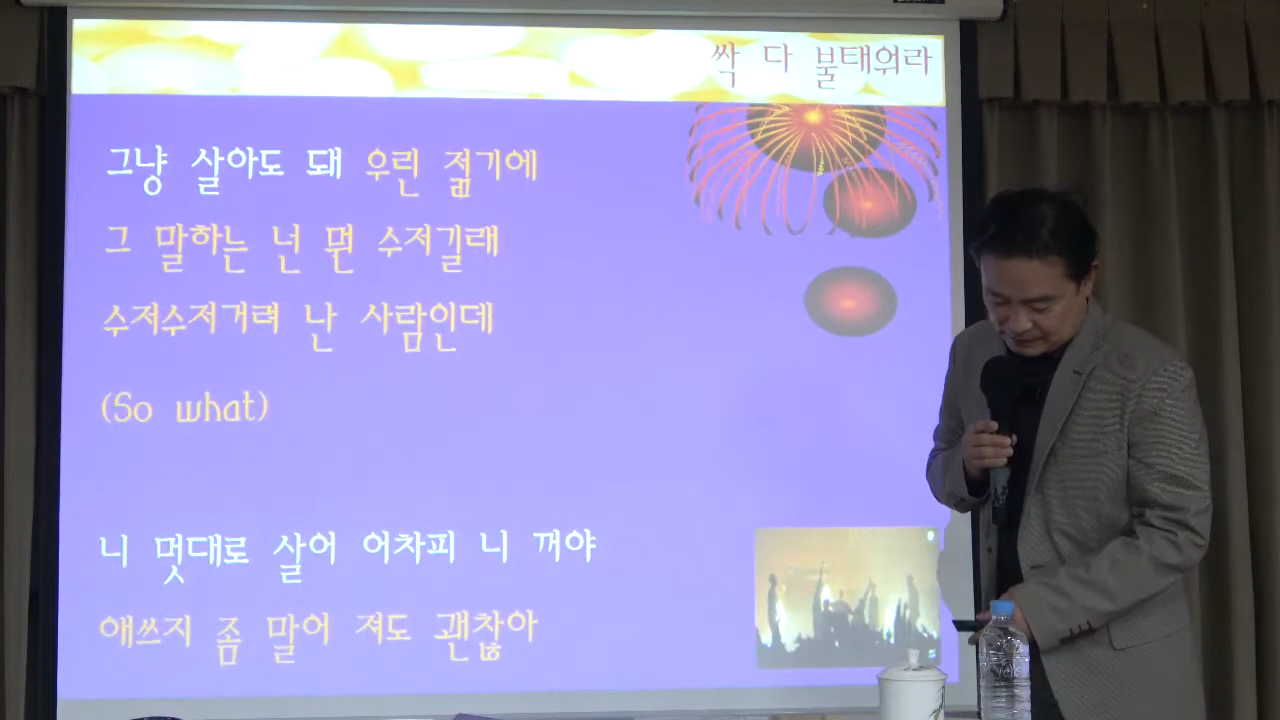 싹 다 불태워라
그냥 살아도 돼 우린 젊기에
그 말하는 넌 뭔 수저길래
수저수저거려 난 사람인데
(So what)
니 멋대로 살어 어차피 니 꺼야
애쓰지 좀 말어 져도 괜찮아